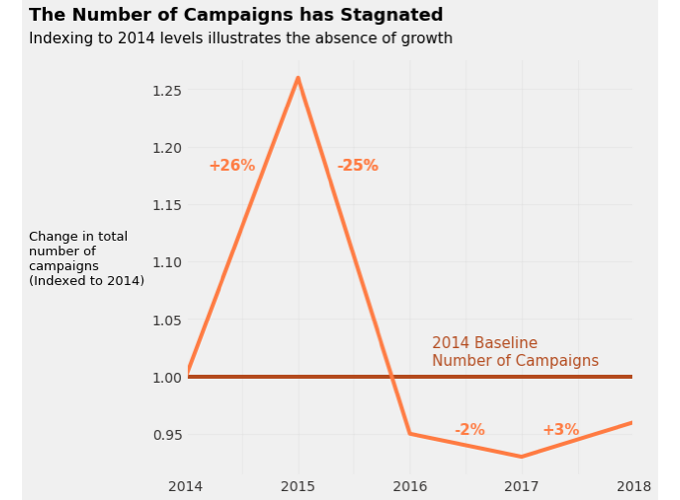 The Number of Campaigns has Stagnated
Indexing to 2014 levels illustrates the absence of growth
1.25
1.20
+26%
-25%
1.15
Change in total
number of
campaigns
(Indexed to 2014)
1.10
1.05
2014 Baseline
Number of Campaigns
1.00
0.95
-2%
+3%
2014
2015
2016
2017
2018